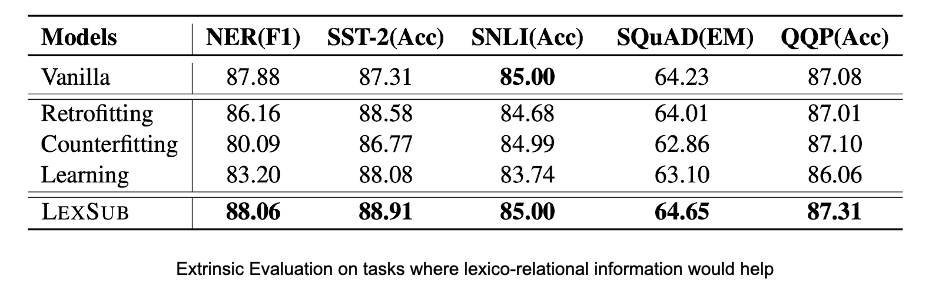 Models NER(F1) SST-2(Acc) SNLI(Acc) SQuAD(EM) QQP(Acc)
Vanilla 87.88 87.31 85.00 64.23 87.08
Retrofitting 86.16 88.58 84.68 64.01 87.01
Counterfitting 80.09 86.77 84.99 62.86 87.10
Learning 83.20 88.08 83.74 63.10 86.06
LEXSUB 88.06 88.91 85.00 64.65 87.31
Extrinsic Evaluation on tasks where lexico-relational information would help